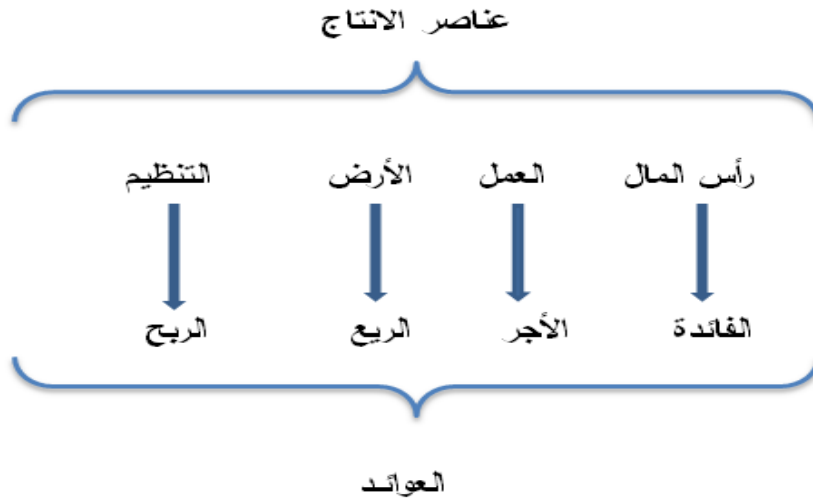 عناصر الانتاج
رأس المال العمل الأرض التنظيم
الفائدة الأجر الريع الربح
العوائد